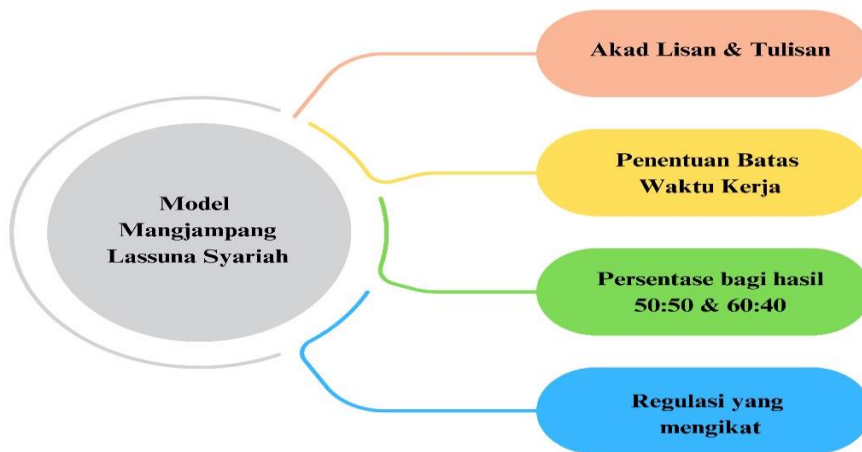 Model
Mangjampang
Lassuna Syariah
Akad Lisan & Tulisan
Penentuan Batas
Waktu Kerja
Persentase bagi hasil
50:50 & 60:40
Regulasi yang
mengikat